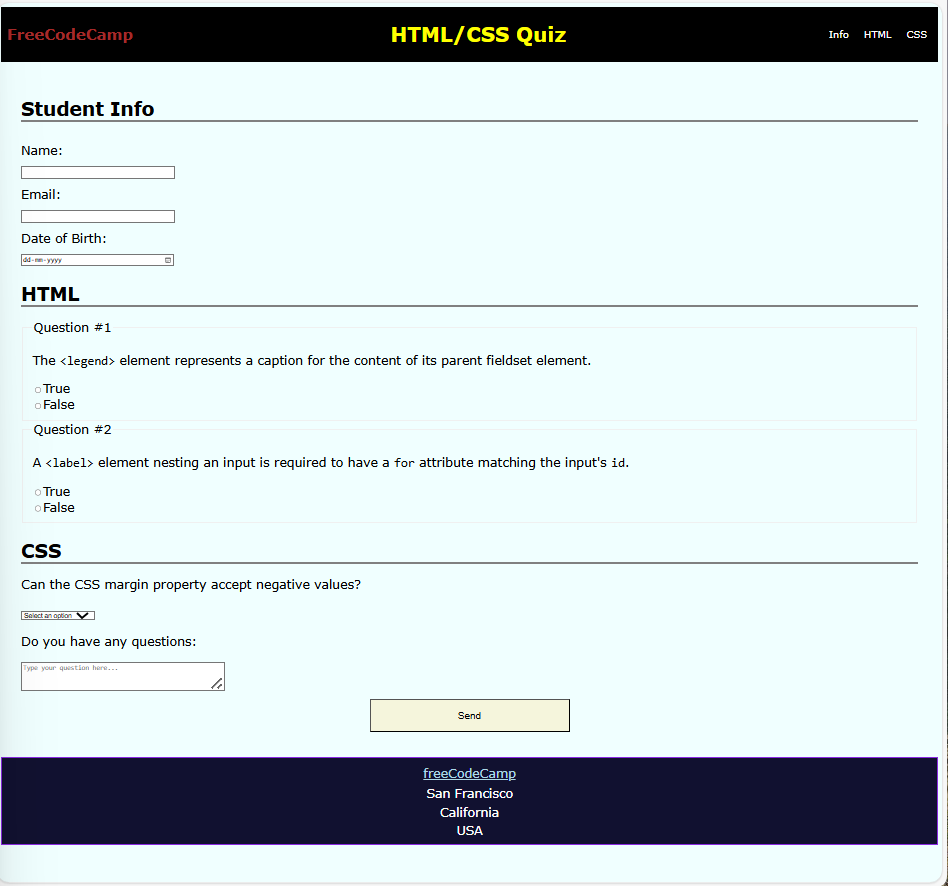 FreeCodeCamp HTML/CSS Quiz Info HTML CSS
Student Info
Name:
Email:
Date of Birth:
dd-mm-yyyy
HTML
Question #1
The <legend> element represents a caption for the content of its parent fieldset element.
True
False
Question #2
A <label> element nesting an input is required to have a for attribute matching the input's id.
True
False
CSS
Can the CSS margin property accept negative values?
Select an option
Do you have any questions:
Type your question here...
Send
freeCodeCamp
San Francisco
California
USA